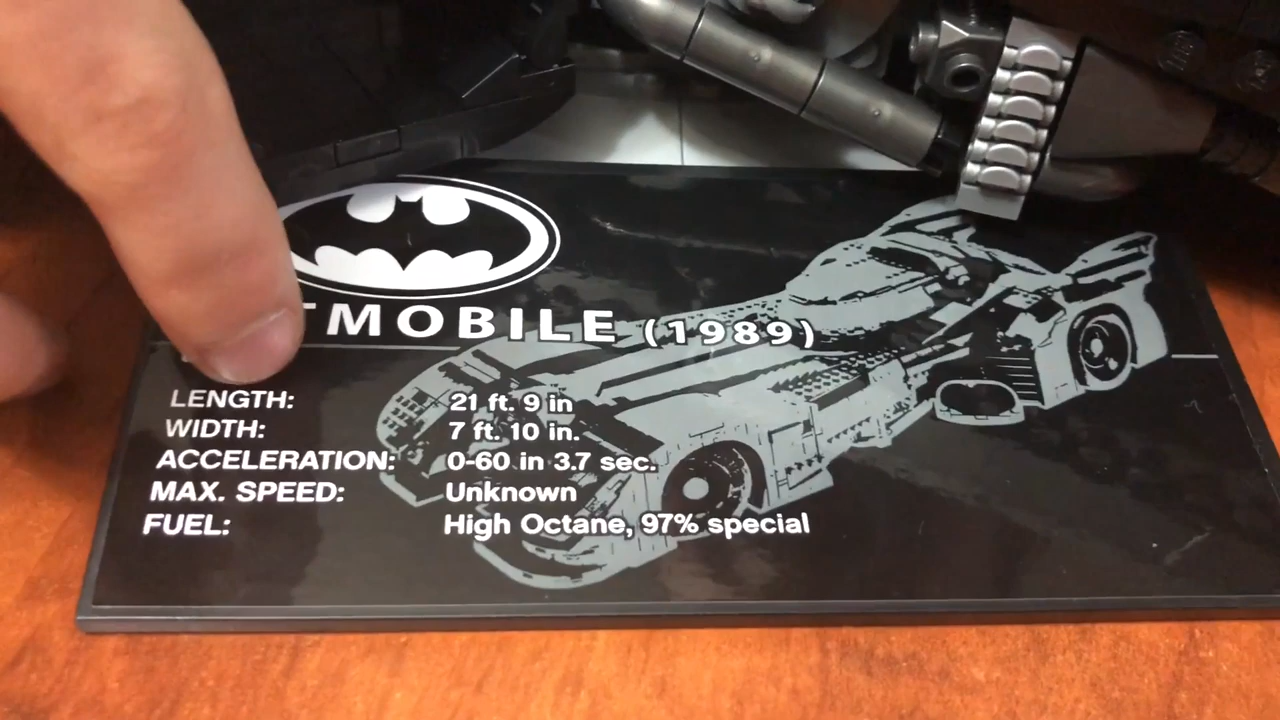 TMOBILE (1989)
LENGTH: 21 ft. 9 in
WIDTH: 7 ft. 10 in.
ACCELERATION: 0-60 in 3.7 sec.
MAX. SPEED: Unknown
FUEL: High Octane, 97% special